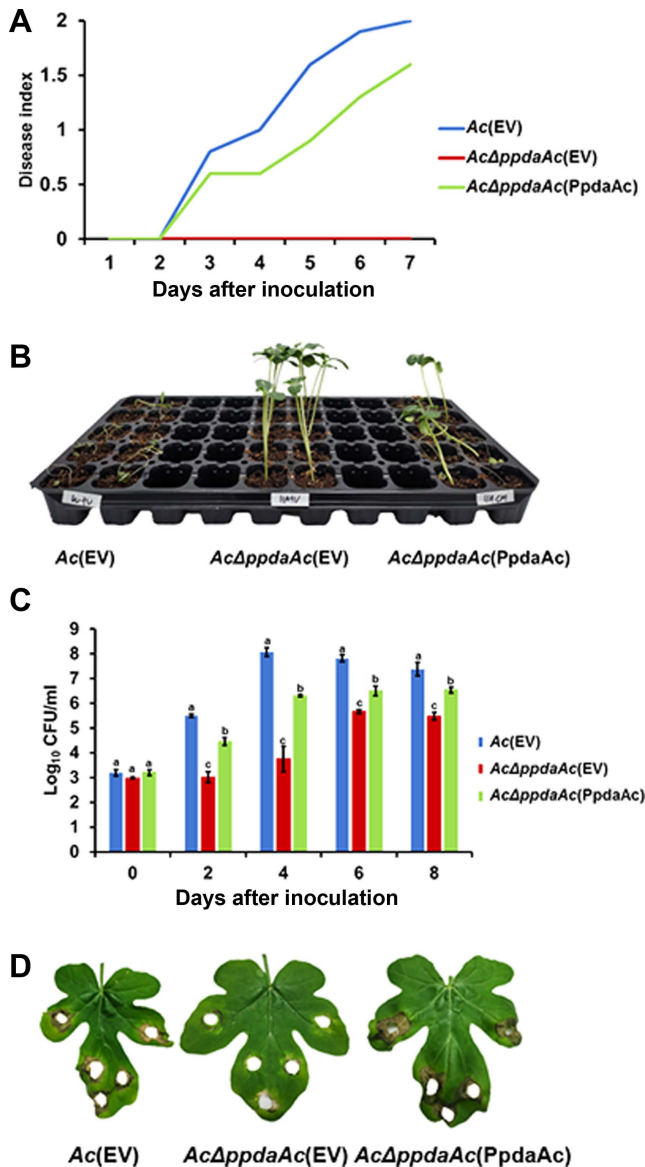 A
2
1.5
1
0.5
0
Disease index
1 2 3 4 5 6 7
Days after inoculation
Ac(EV)
AcΔppdaAc(EV)
AcΔppdaAc(PpdaAc)
B
Ac(EV) AcΔppdaAc(EV) AcΔppdaAc(PpdaAc)
C
9
8
7
6
5
4
3
2
1
0
Log₁₀ CFU/ml
a a a
a c b
a c b
a c b
a c b
0 2 4 6 8
Days after inoculation
Ac(EV)
AcΔppdaAc(EV)
AcΔppdaAc(PpdaAc)
D
Ac(EV) AcΔppdaAc(EV) AcΔppdaAc(PpdaAc)